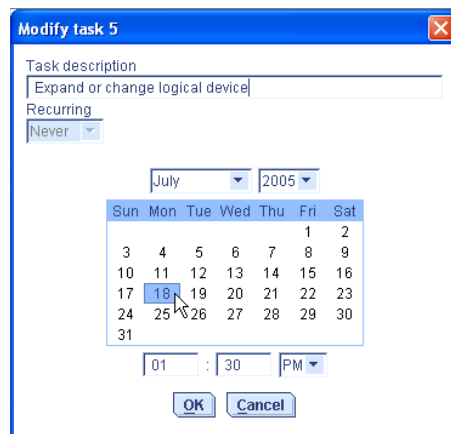 Modify task 5
Task description
Expand or change logical device
Recurring
Never
July 2005
Sun Mon Tue Wed Thu Fri Sat
1 2
3 4 5 6 7 8 9
10 11 12 13 14 15 16
17 18 19 20 21 22 23
24 25 26 27 28 29 30
31
01 : 30 PM
OK Cancel